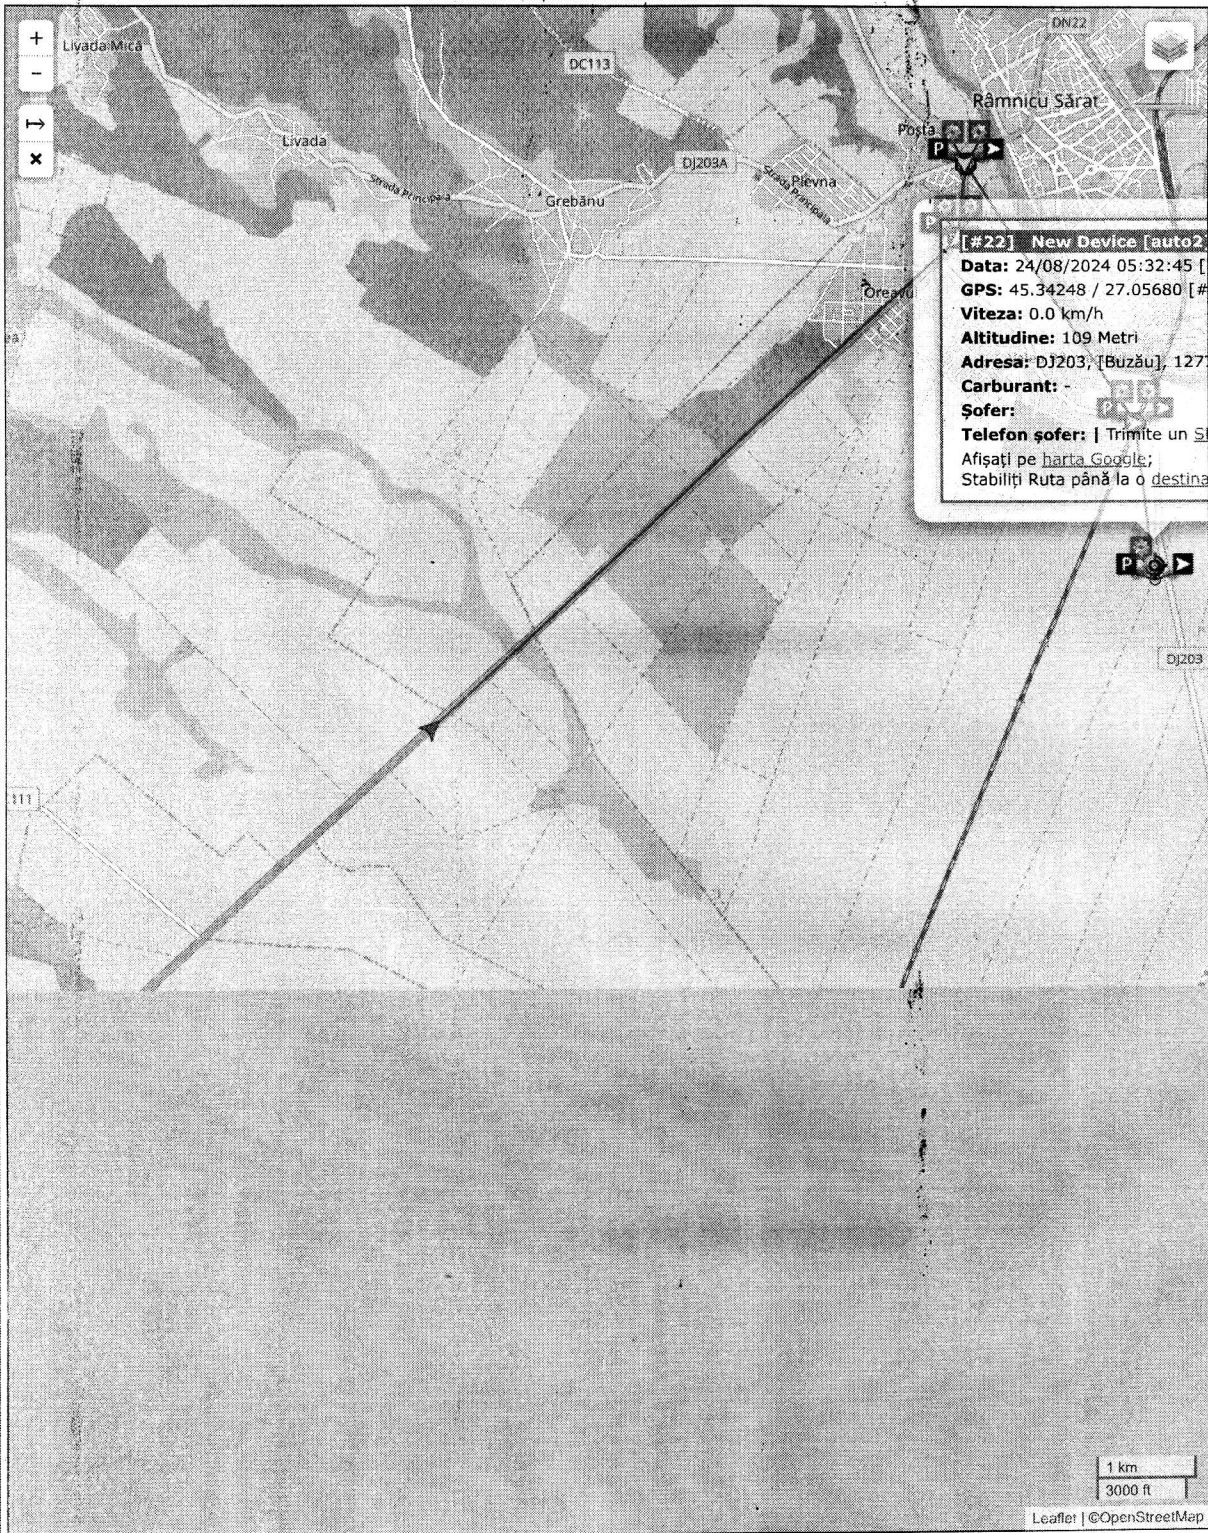 DN22
+
Livada Mică
−
DC113
Râmnicu Sărat
Poșta
Livada
P
DJ203A
Plevna
Strada Principala
Strada Principala
Grebănu
P
[#22] New Device [auto2
Data: 24/08/2024 05:32:45 [
GPS: 45.34248 / 27.05680 [#
Oreavu
Viteza: 0.0 km/h
Altitudine: 109 Metri
Adresa: DJ203, [Buzău], 127
Carburant: -
P
Șofer:
Telefon șofer: | Trimite un
Afișați pe harta Google;
Stabiliți Ruta până la o destina
P
DJ203
111
1 km
3000 ft
Leaflet | ©OpenStreetMap